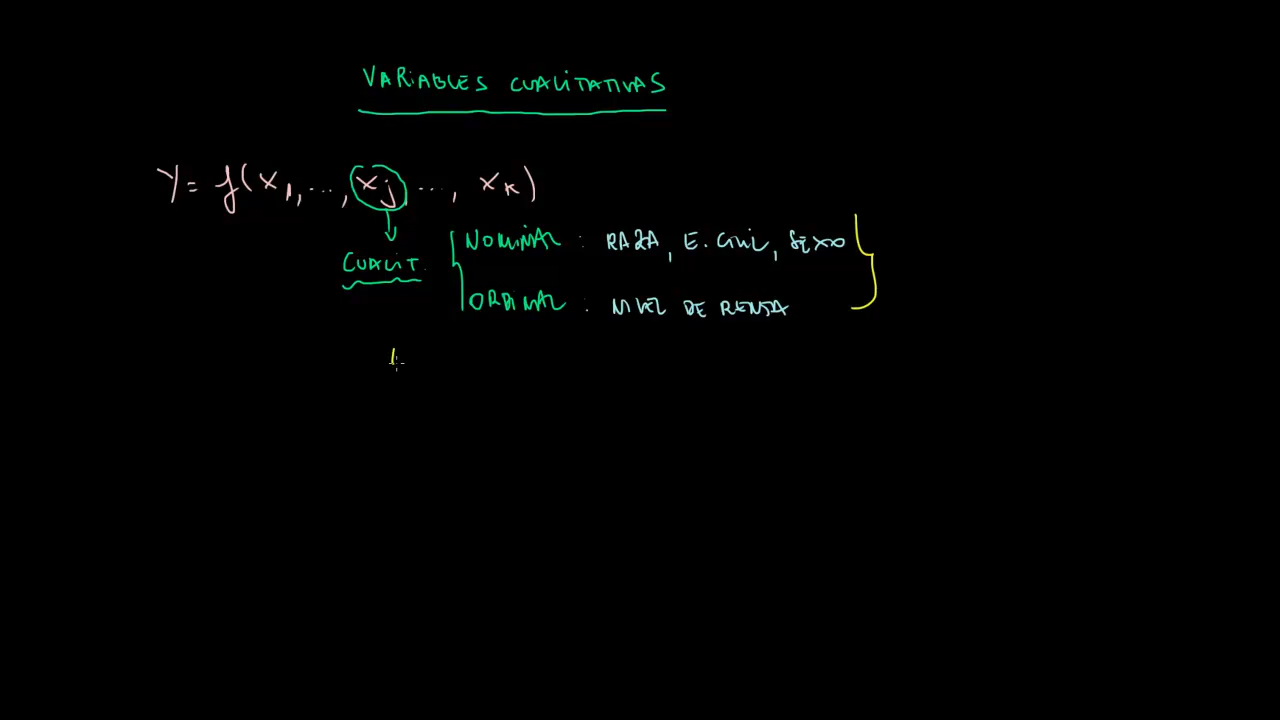 VARIABLES CUALITATIVAS
Y = f(x₁, ..., xⱼ, ..., xₖ)
NOMINAL : RAZA, E. CIVIL, SEXO
CUALIT.
ORDINAL : NIVEL DE RENTA